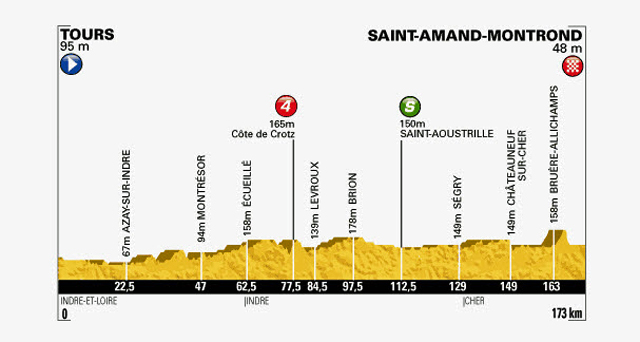 TOURS
95 m
SAINT-AMAND-MONTROND
48 m
4
165m
Côte de Crotz
S
150m
SAINT-AOUSTRILLE
67m AZAY-SUR-INDRE
94m MONTRÉSOR
158m ÉCUEILLÉ
139m LEVROUX
178m BRION
149m SÉGRY
149m CHÂTEAUNEUF
SUR-CHER
158m BRUÈRE-ALLICHAMPS
22,5 47 62,5 77,5 84,5 97,5 112,5 129 149 163
INDRE-ET-LOIRE INDRE CHER
0 173 km